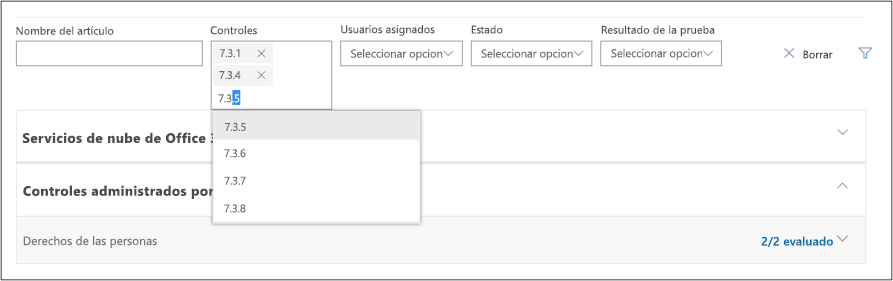 Nombre del artículo
Controles
Usuarios asignados
Estado
Resultado de la prueba
7.3.1
7.3.4
7.3.5
Seleccionar opcion
Seleccionar opcion
Seleccionar opcion
Borrar
7.3.5
7.3.6
7.3.7
7.3.8
Servicios de nube de Office
Controles administrados por
Derechos de las personas
2/2 evaluado